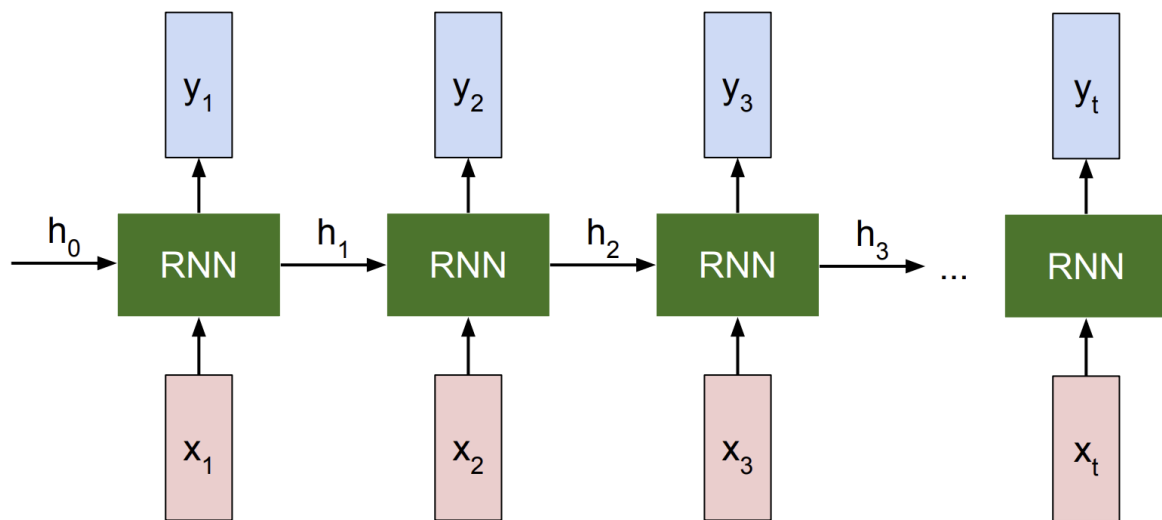 y₁ y₂ y₃ yₜ
h₀ h₁ h₂ h₃
RNN RNN RNN ... RNN
x₁ x₂ x₃ xₜ